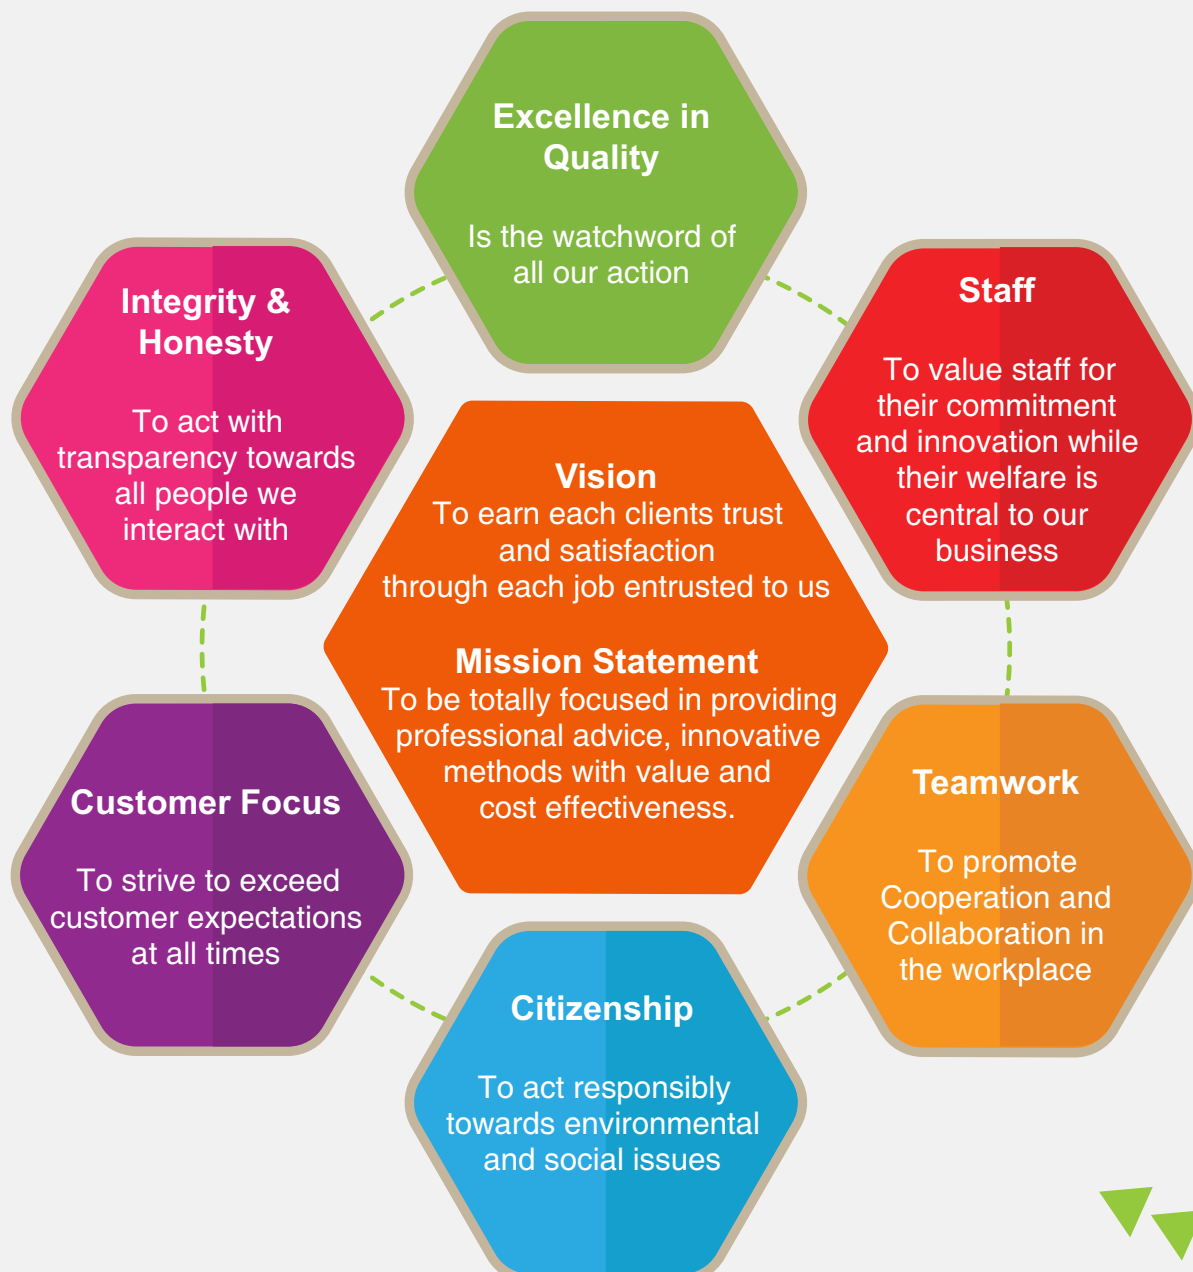 Excellence in
Quality
Is the watchword of
all our action
Integrity &
Honesty
To act with
transparency towards
all people we
interact with
Staff
To value staff for
their commitment
and innovation while
their welfare is
central to our
business
Vision
To earn each clients trust
and satisfaction
through each job entrusted to us
Mission Statement
To be totally focused in providing
professional advice, innovative
methods with value and
cost effectiveness.
Customer Focus
To strive to exceed
customer expectations
at all times
Teamwork
To promote
Cooperation and
Collaboration in
the workplace
Citizenship
To act responsibly
towards environmental
and social issues